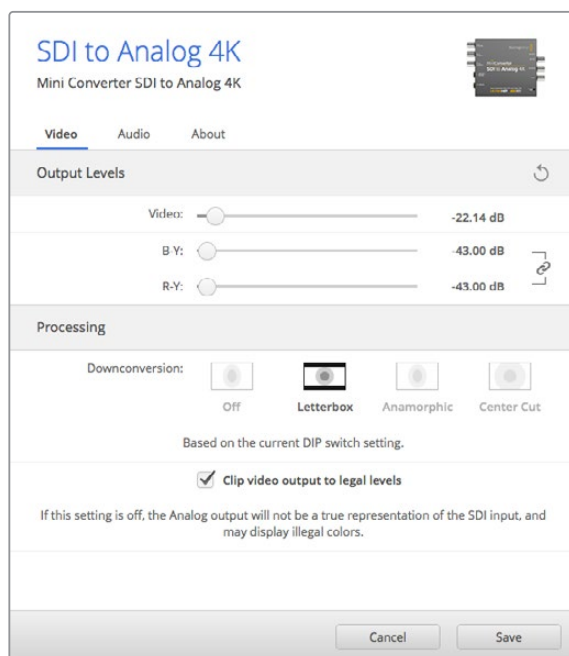 SDI to Analog 4K
Mini Converter SDI to Analog 4K
Video Audio About
Output Levels
Video: -22.14 dB
B-Y: -43.00 dB
R-Y: -43.00 dB
Processing
Downconversion:
Off Letterbox Anamorphic Center Cut
Based on the current DIP switch setting.
Clip video output to legal levels
If this setting is off, the Analog output will not be a true representation of the SDI input, and
may display illegal colors.
Cancel Save